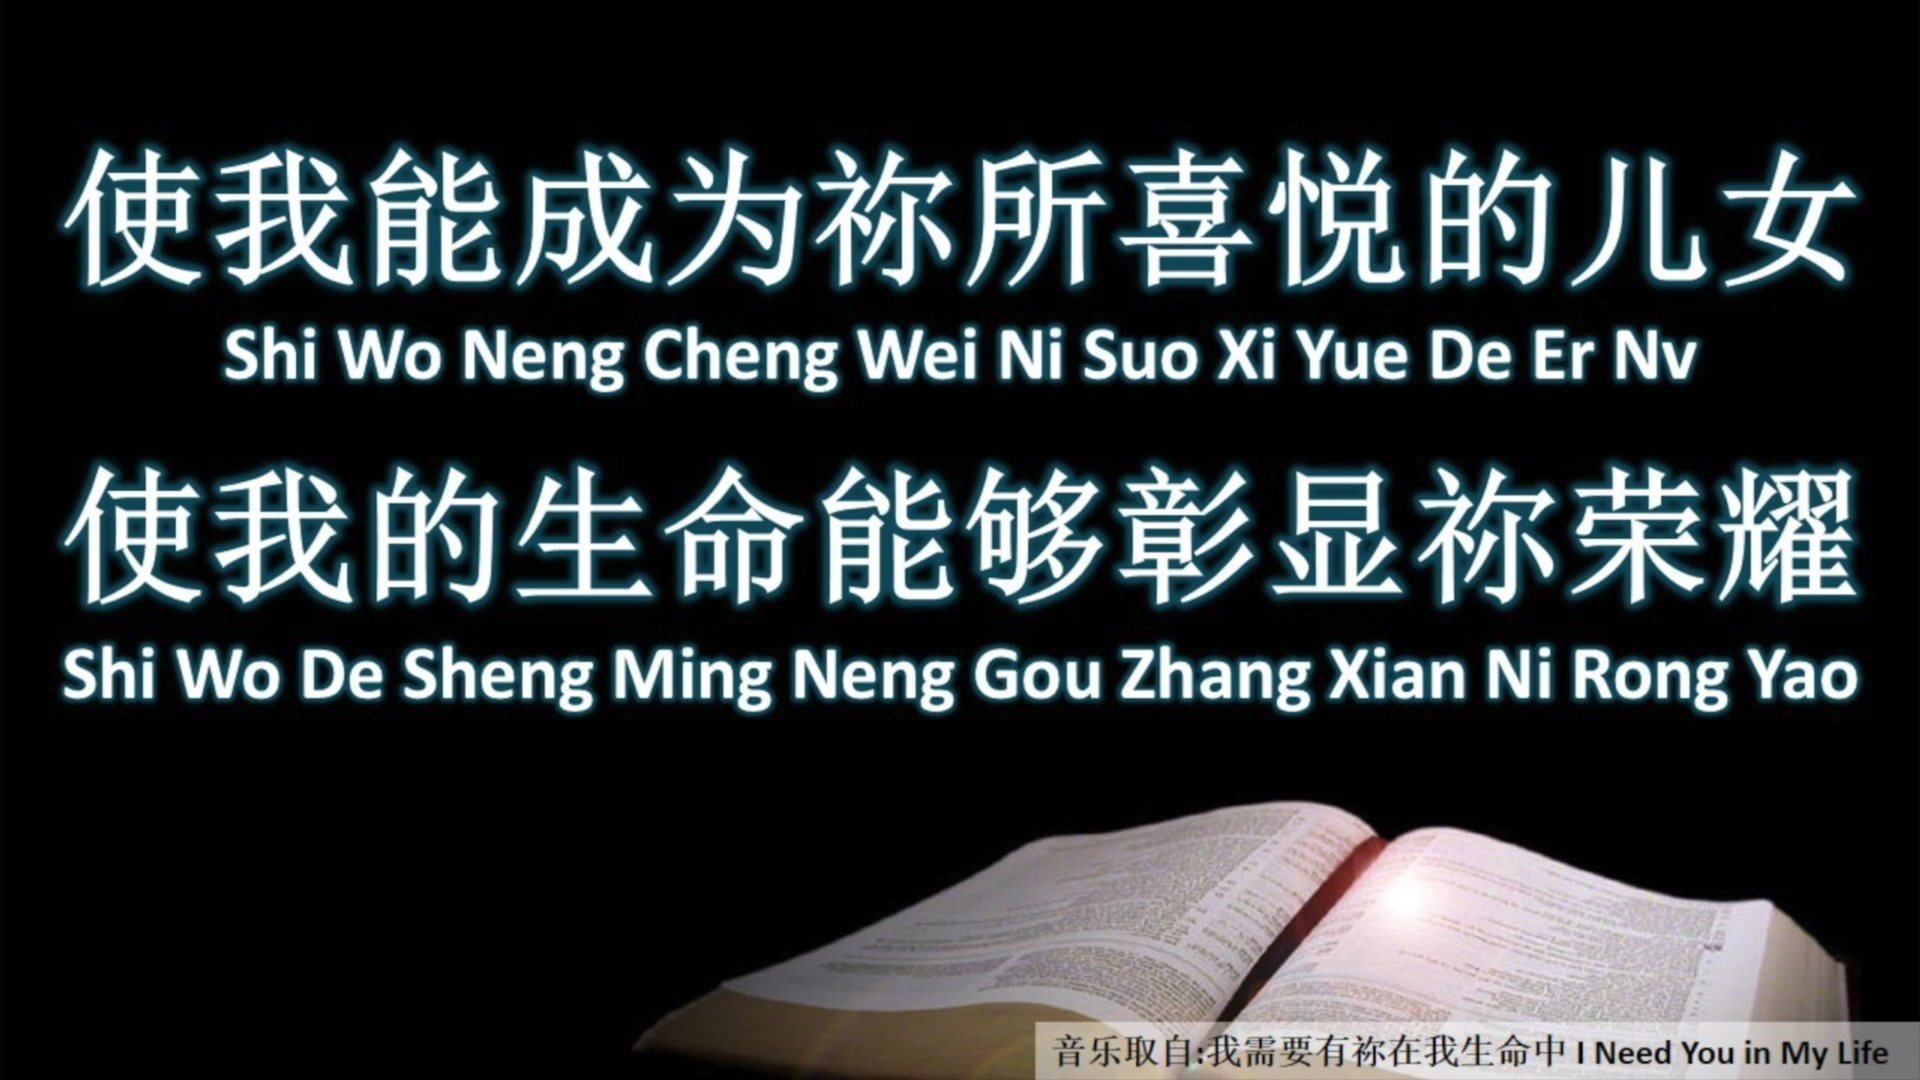 使我能成为祢所喜悦的儿女
Shi Wo Neng Cheng Wei Ni Suo Xi Yue De Er Nv
使我的生命能够彰显祢荣耀
Shi Wo De Sheng Ming Neng Gou Zhang Xian Ni Rong Yao
音乐取自:我需要有祢在我生命中 I Need You in My Life